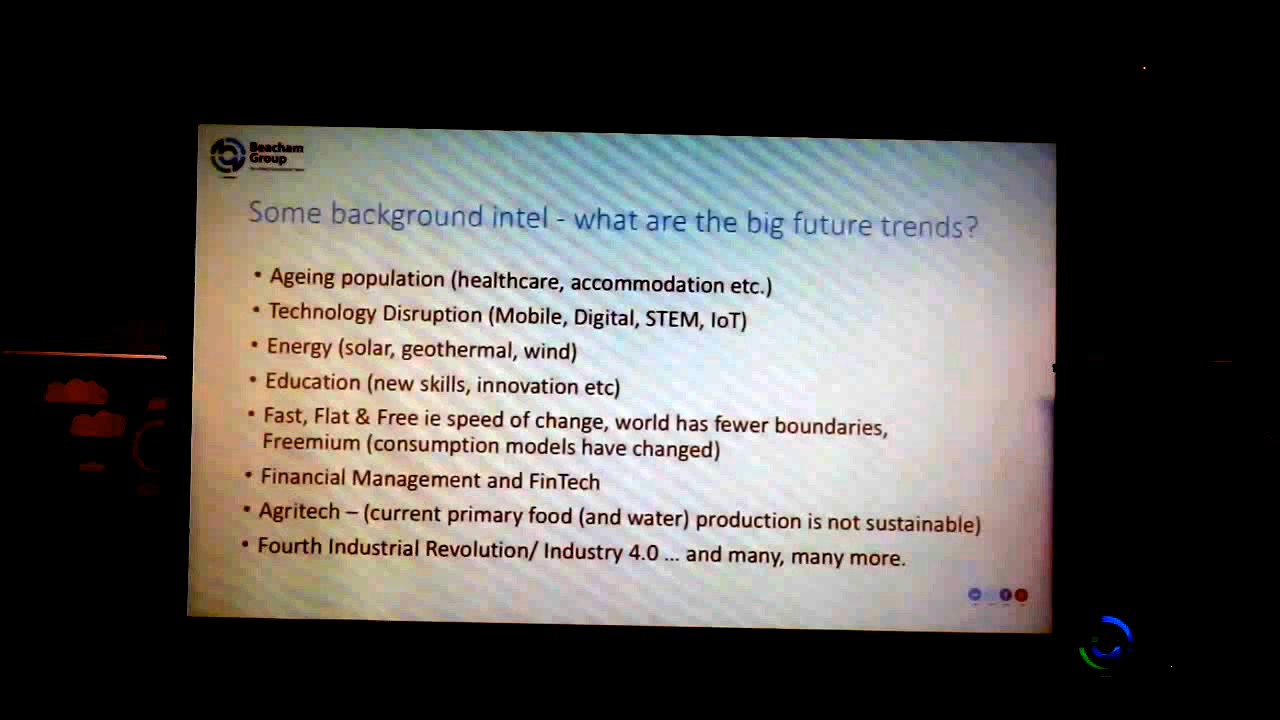 Beacham
Group
Some background intel - what are the big future trends?
• Ageing population (healthcare, accommodation etc.)
• Technology Disruption (Mobile, Digital, STEM, IoT)
• Energy (solar, geothermal, wind)
• Education (new skills, innovation etc)
• Fast, Flat & Free ie speed of change, world has fewer boundaries,
Freemium (consumption models have changed)
• Financial Management and FinTech
• Agritech – (current primary food (and water) production is not sustainable)
• Fourth Industrial Revolution/ Industry 4.0 ... and many, many more.